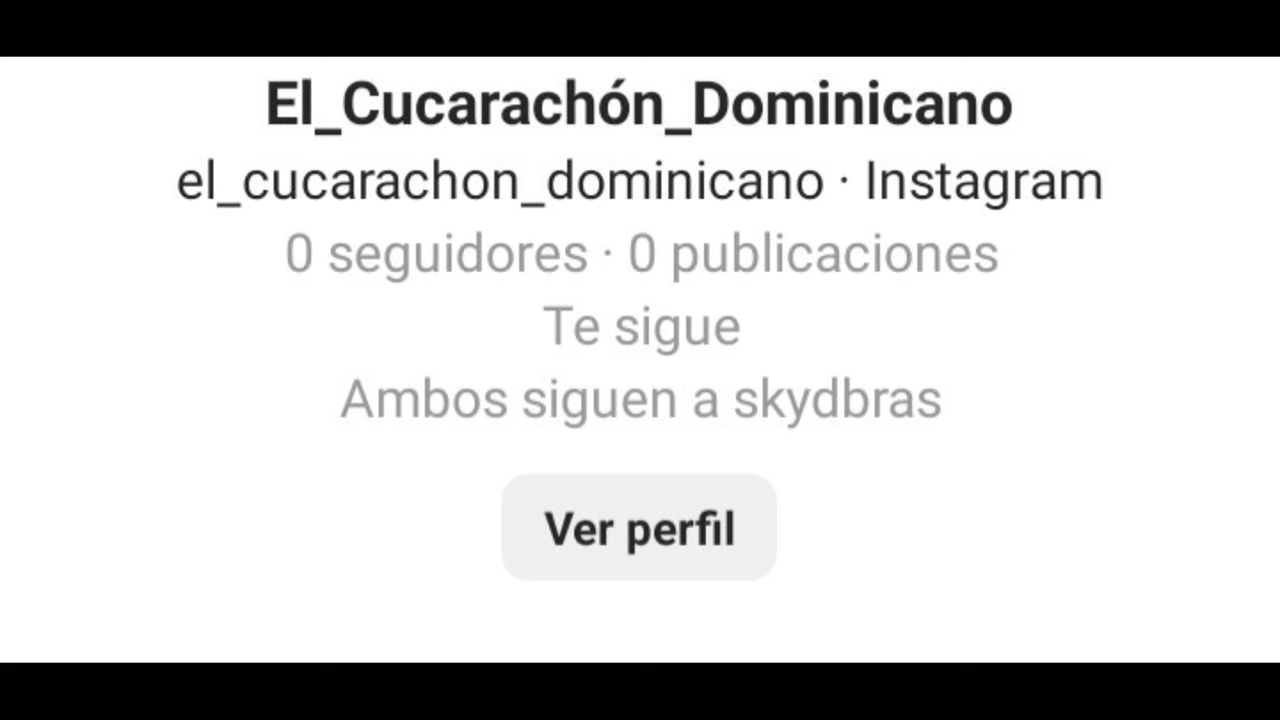 El_Cucarachón_Dominicano
el_cucarachon_dominicano · Instagram
0 seguidores · 0 publicaciones
Te sigue
Ambos siguen a skydbras
Ver perfil